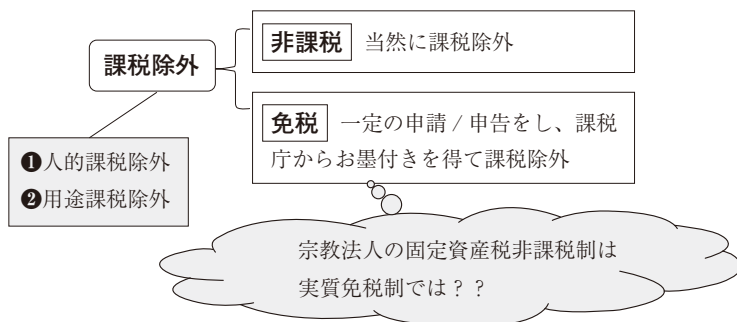 課税除外
非課税 当然に課税除外
免税 一定の申請 / 申告をし、課税
庁からお墨付きを得て課税除外
❶人的課税除外
❷用途課税除外
宗教法人の固定資産税非課税制は
実質免税制では？？